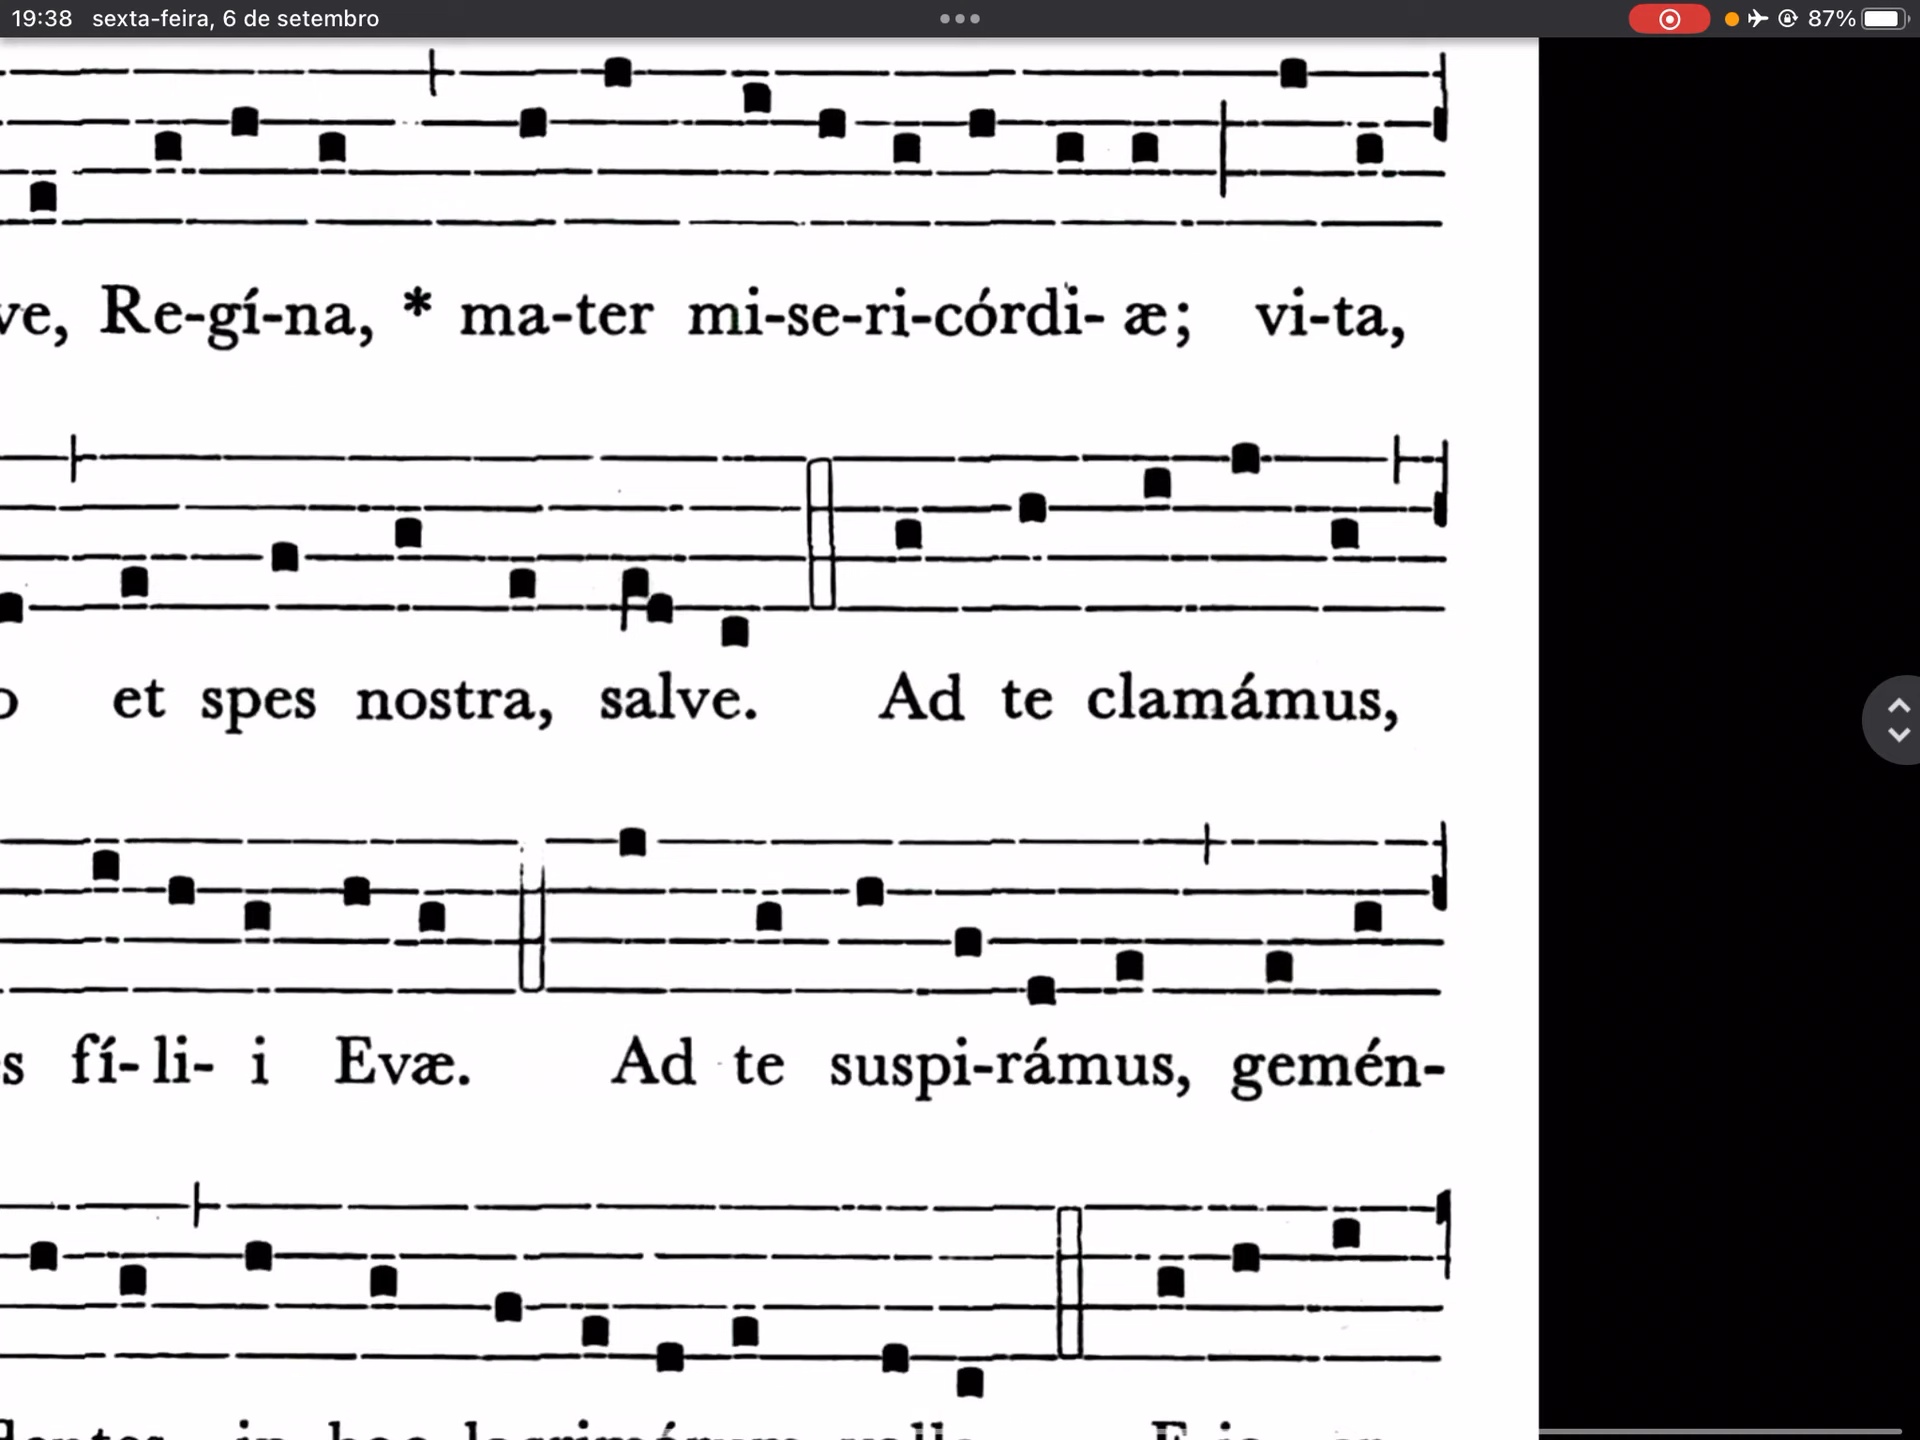 19:38 sexta-feira, 6 de setembro 87%
ve, Re-gí-na, * ma-ter mi-se-ri-córdi- æ; vi-ta,
et spes nostra, salve. Ad te clamámus,
s fí- li- i Evæ. Ad te suspi-rámus, gemén-